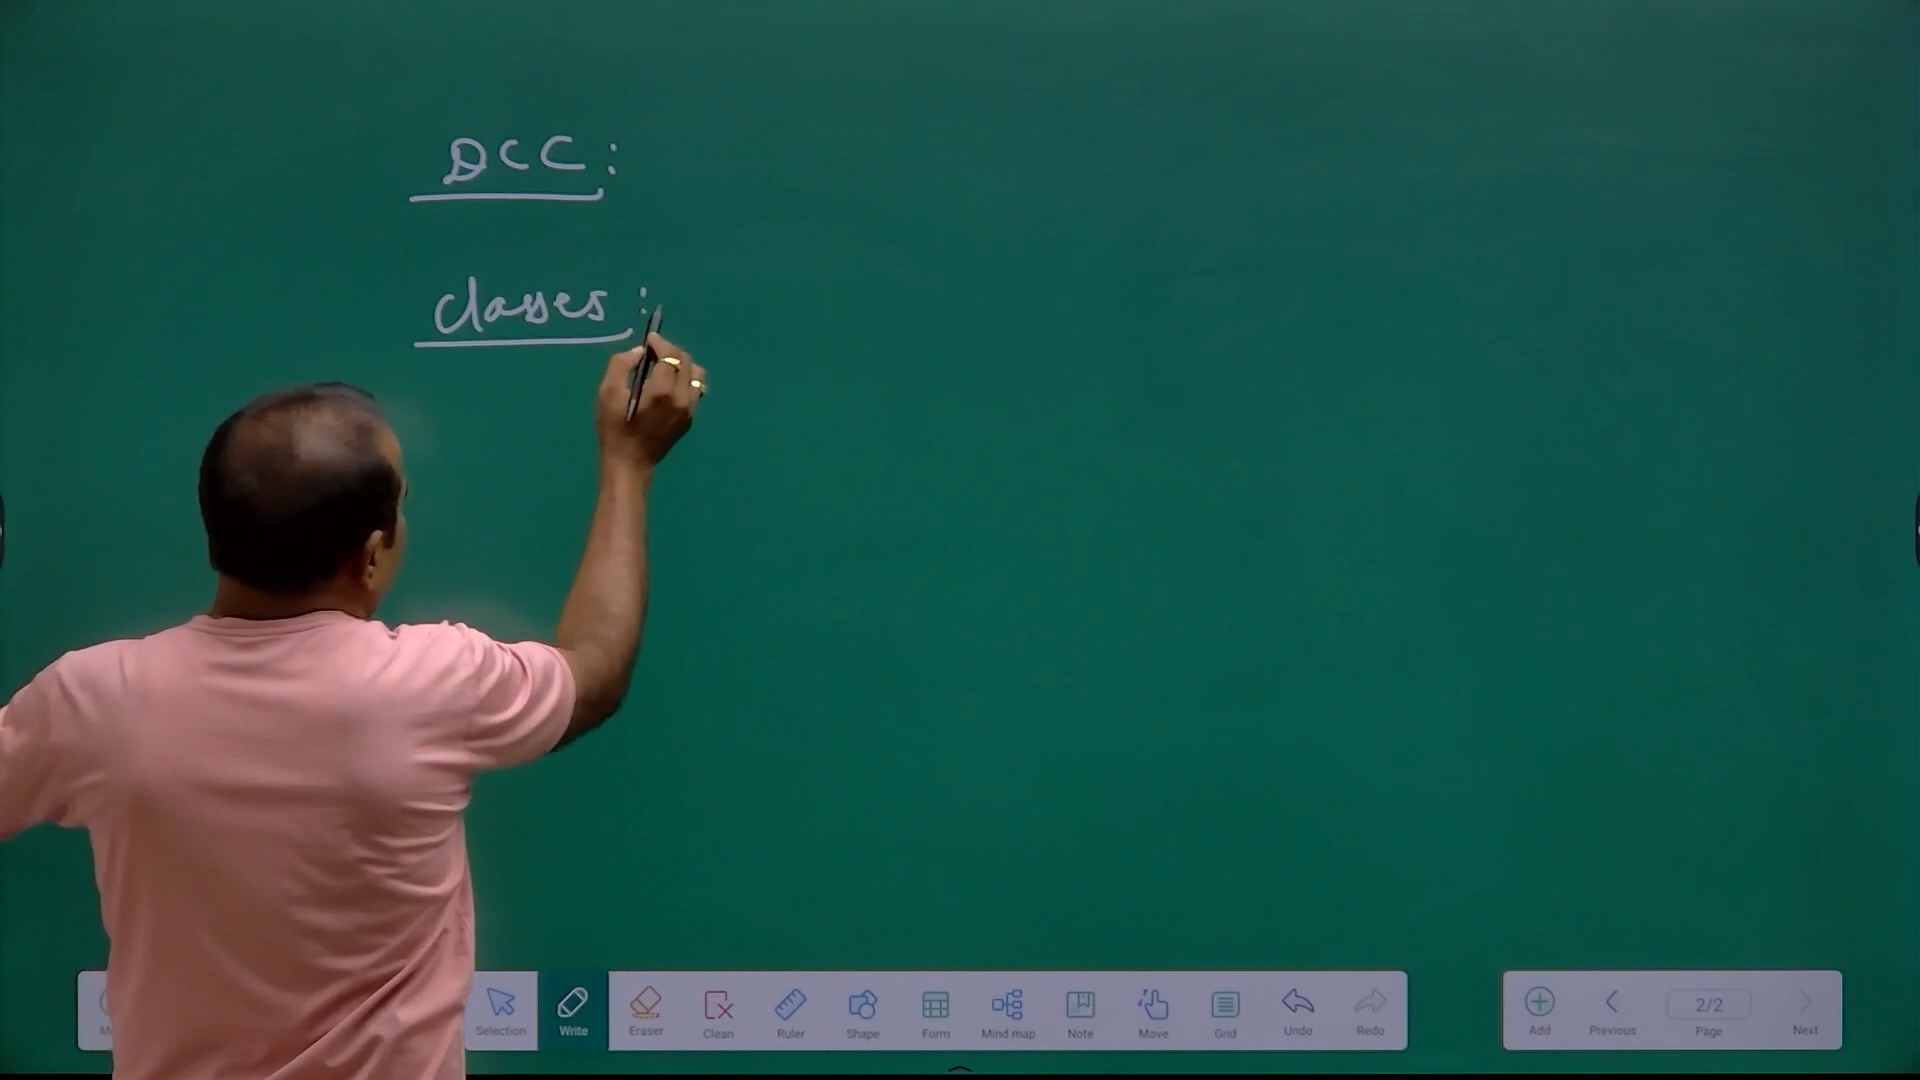 DCC:
classes:
Selection Write Eraser Clean Ruler Shape Form Mind map Note Move Grid Undo Redo
Add Previous 2/2 Page Next